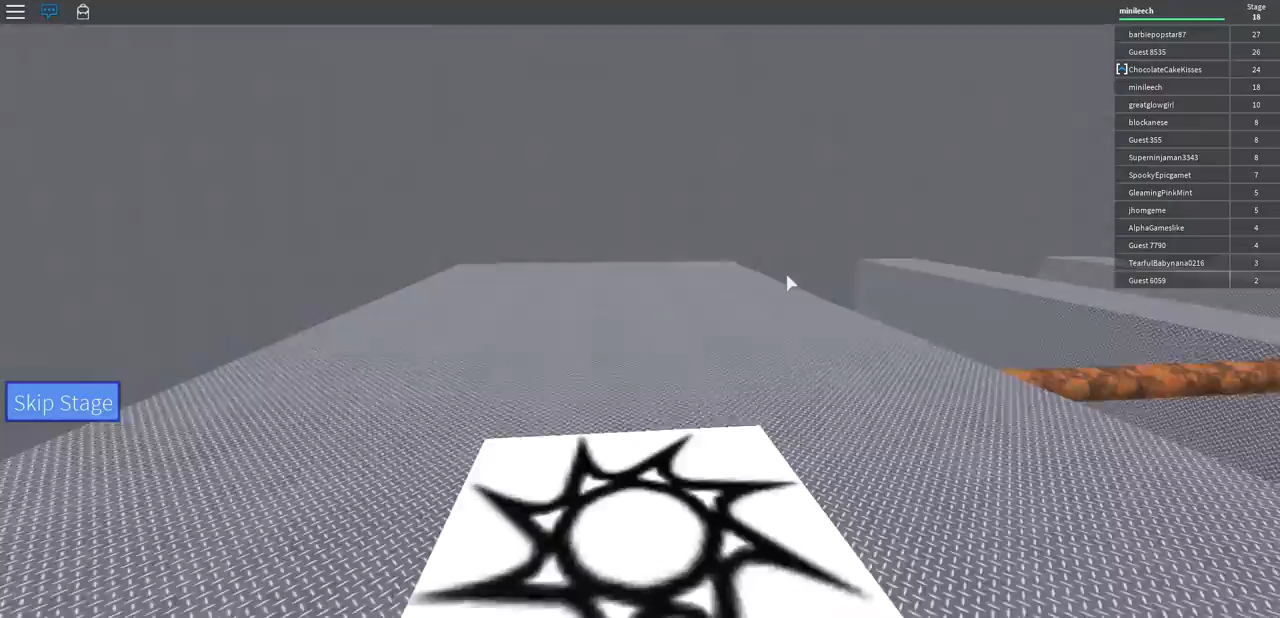 minileech
Stage
18
barbiepopstar87 27
Guest 8535 26
ChocolateCakeKisses 24
minileech 18
greatglowgirl 10
blockanese 8
Guest 355 8
Superninjaman3343 8
SpookyEpicgamet 7
GleamingPinkMint 5
jhomgeme 5
AlphaGameslike 4
Guest 7790 4
TearfulBabynana0216 3
Guest 6059 2
Skip Stage